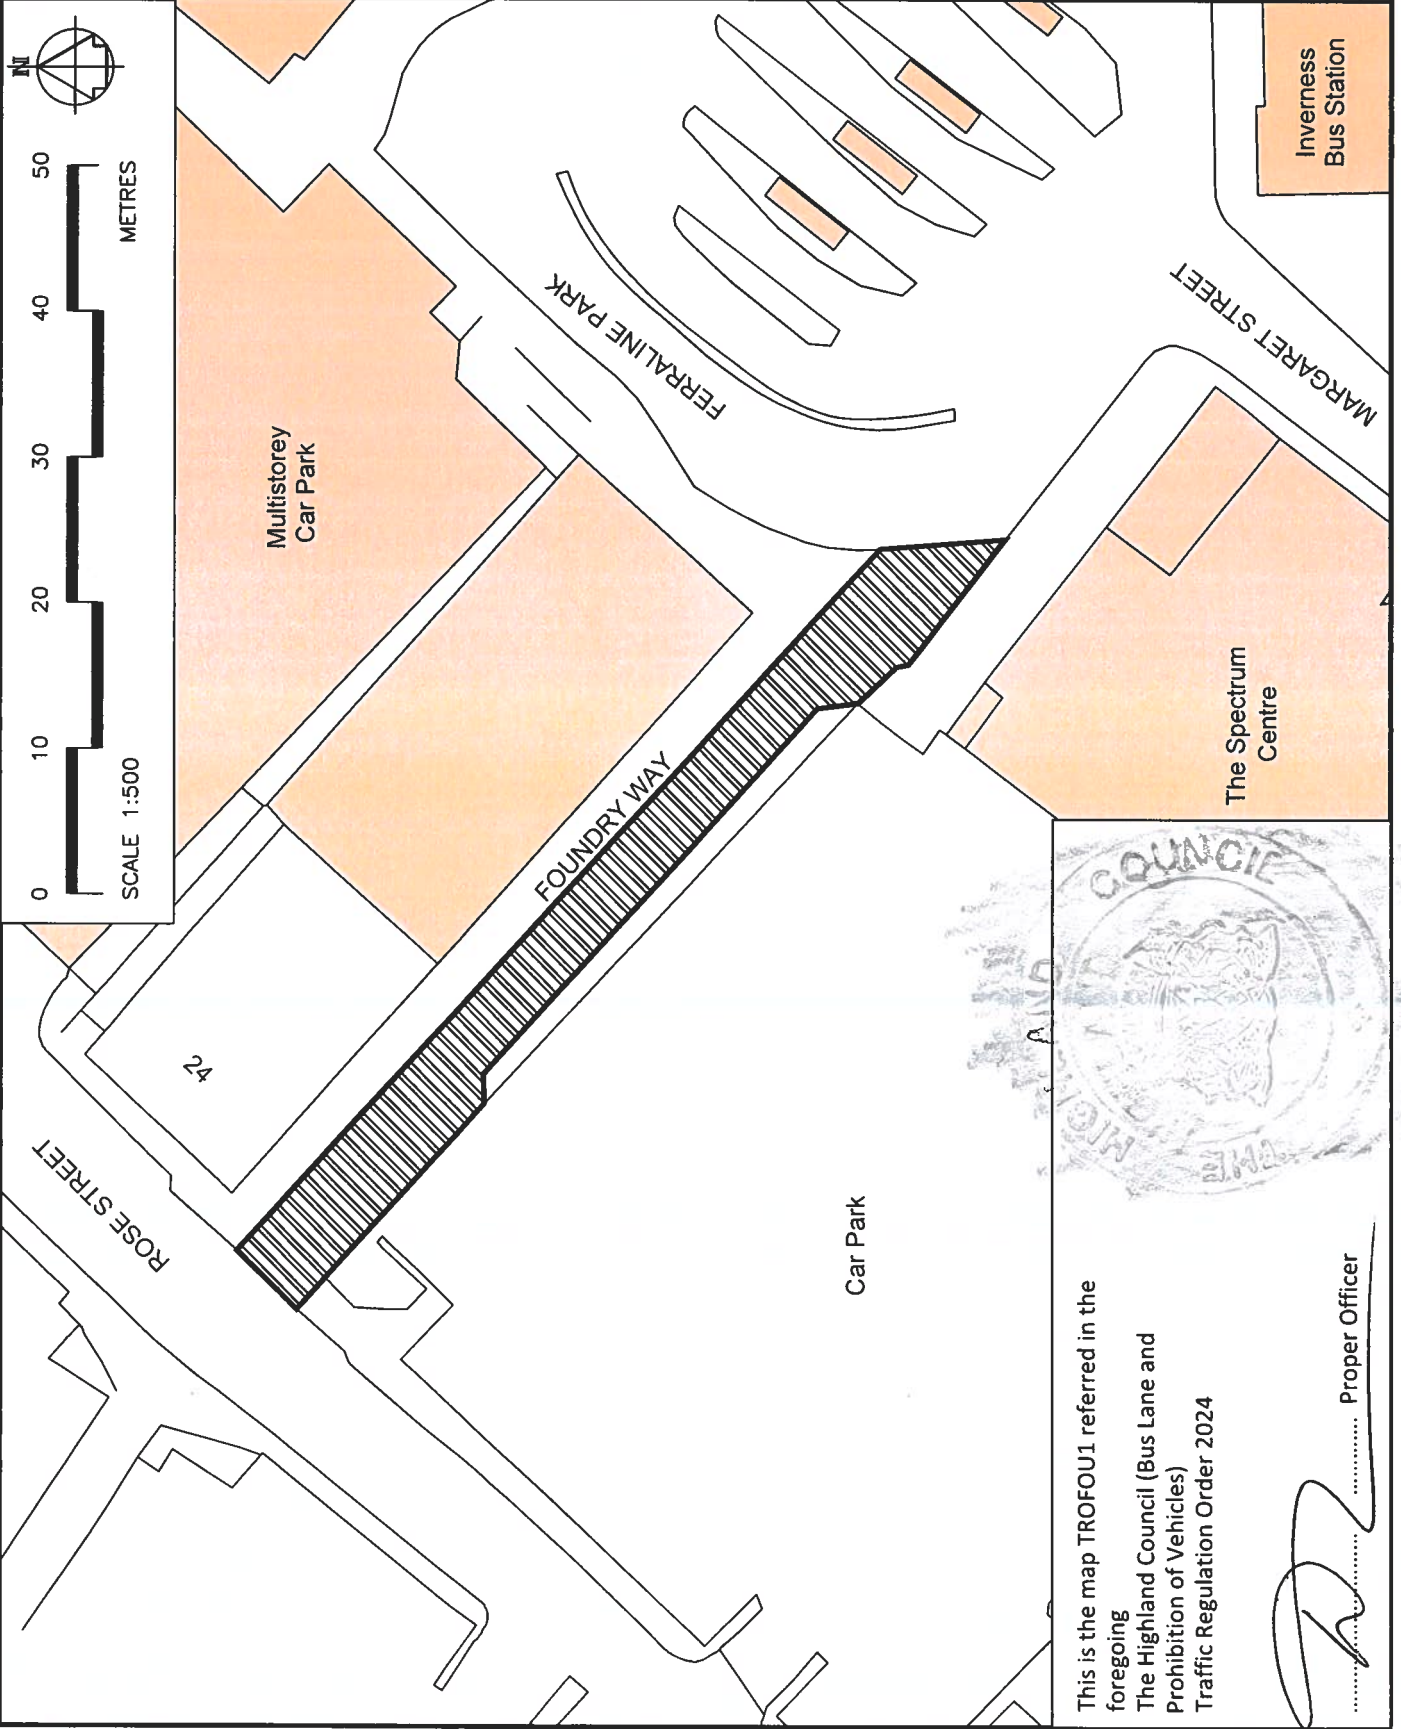 N
0 10 20 30 40 50
SCALE 1:500
METRES
Multistorey
Car Park
24
ROSE STREET
FOUNDRY WAY
FERRALINE PARK
MARGARET STREET
Inverness
Bus Station
The Spectrum
Centre
Car Park
This is the map TROFOU1 referred in the
foregoing
The Highland Council (Bus Lane and
Prohibition of Vehicles)
Traffic Regulation Order 2024
Proper Officer
THE
COUNCIL